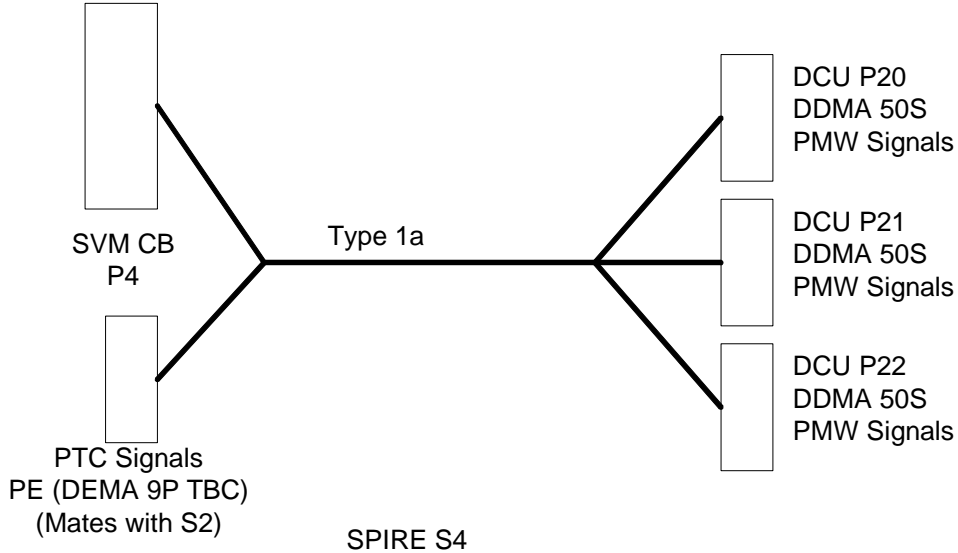 SVM CB
P4
PTC Signals
PE (DEMA 9P TBC)
(Mates with S2)
Type 1a
DCU P20
DDMA 50S
PMW Signals
DCU P21
DDMA 50S
PMW Signals
DCU P22
DDMA 50S
PMW Signals
SPIRE S4